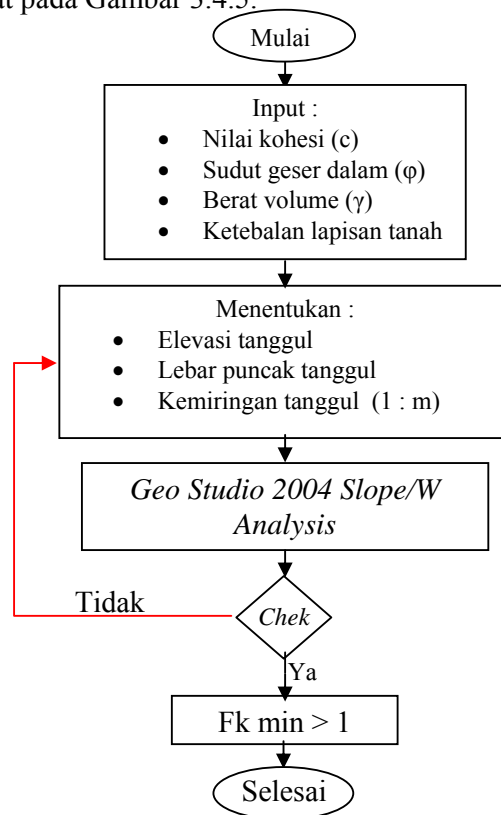 at pada Gambar 3.4.5.
Mulai
Input :
• Nilai kohesi (c)
• Sudut geser dalam (φ)
• Berat volume (γ)
• Ketebalan lapisan tanah
Menentukan :
• Elevasi tanggul
• Lebar puncak tanggul
• Kemiringan tanggul (1 : m)
Geo Studio 2004 Slope/W
Analysis
Tidak
Chek
Ya
Fk min > 1
Selesai